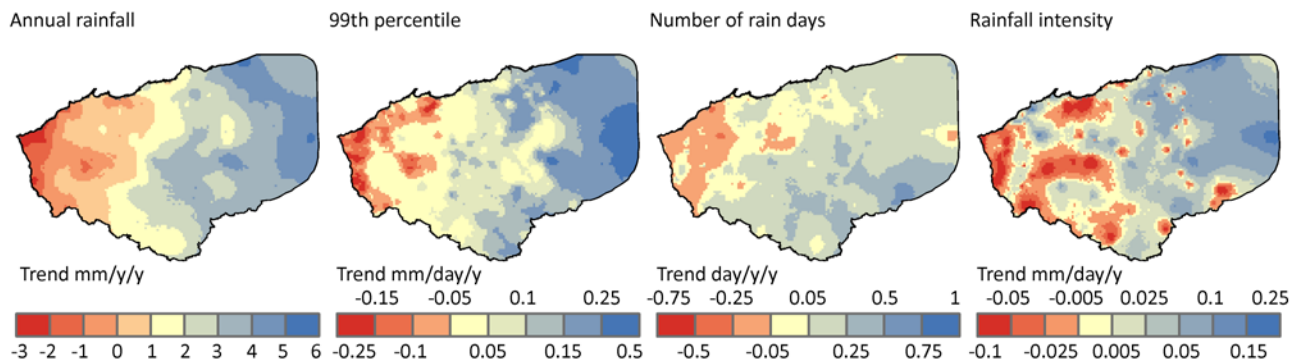 Annual rainfall
99th percentile
Number of rain days
Rainfall intensity
Trend mm/y/y
Trend mm/day/y
Trend day/y/y
Trend mm/day/y
-3 -2 -1 0 1 2 3 4 5 6
-0.15 -0.05 0.1 0.25
-0.25 -0.1 0.05 0.15 0.5
-0.75 -0.25 0.05 0.5 1
-0.5 -0.05 0.25 0.75
-0.05 -0.005 0.025 0.1 0.25
-0.1 -0.025 0.005 0.05 0.15